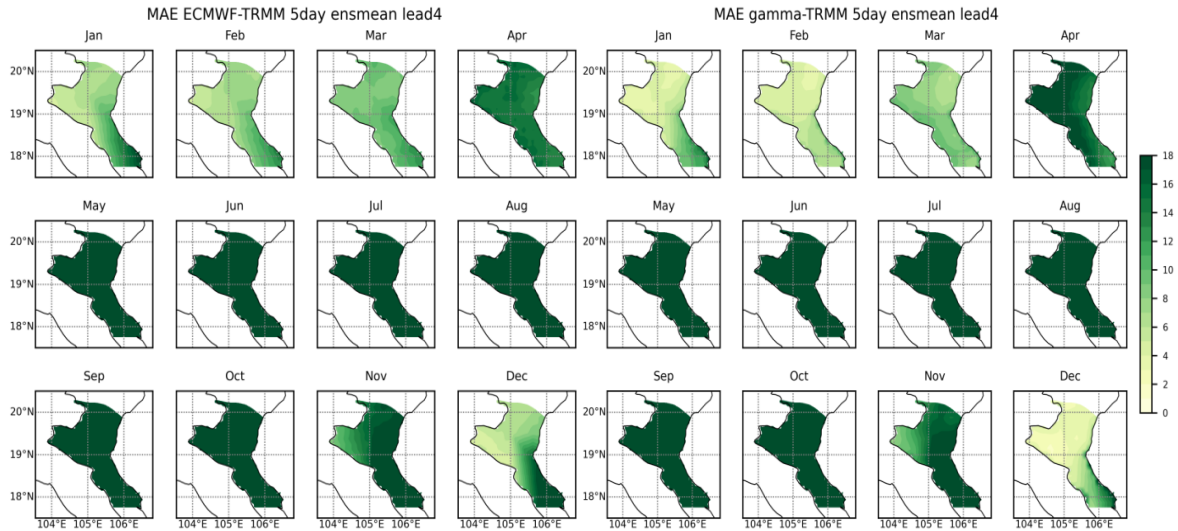 MAE ECMWF-TRMM 5day ensmean lead4 MAE gamma-TRMM 5day ensmean lead4
Jan Feb Mar Apr Jan Feb Mar Apr
20°N
19°N
18°N
May Jun Jul Aug May Jun Jul Aug
20°N
19°N
18°N
Sep Oct Nov Dec Sep Oct Nov Dec
20°N
19°N
18°N
104°E 105°E 106°E 104°E 105°E 106°E 104°E 105°E 106°E 104°E 105°E 106°E 104°E 105°E 106°E 104°E 105°E 106°E 104°E 105°E 106°E 104°E 105°E 106°E
18
16
14
12
10
8
6
4
2
0